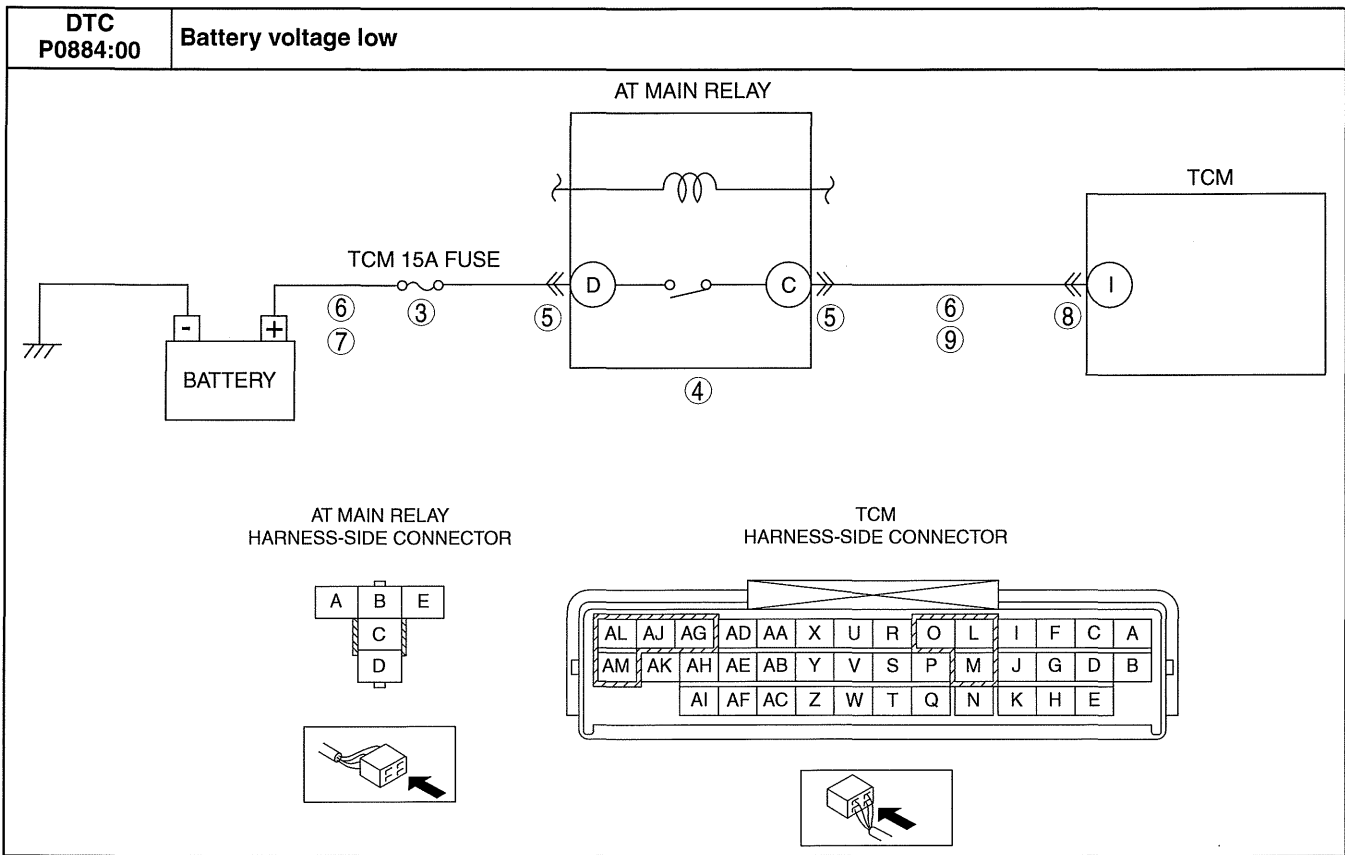 DTC
P0884:00
Battery voltage low
AT MAIN RELAY
TCM
TCM 15A FUSE
D
C
I
⑥
⑦
③
⑤
⑤
⑥
⑨
⑧
-
+
BATTERY
④
AT MAIN RELAY
HARNESS-SIDE CONNECTOR
TCM
HARNESS-SIDE CONNECTOR
A B E
C
D
AL AJ AG AD AA X U R O L I F C A
AM AK AH AE AB Y V S P M J G D B
AI AF AC Z W T Q N K H E